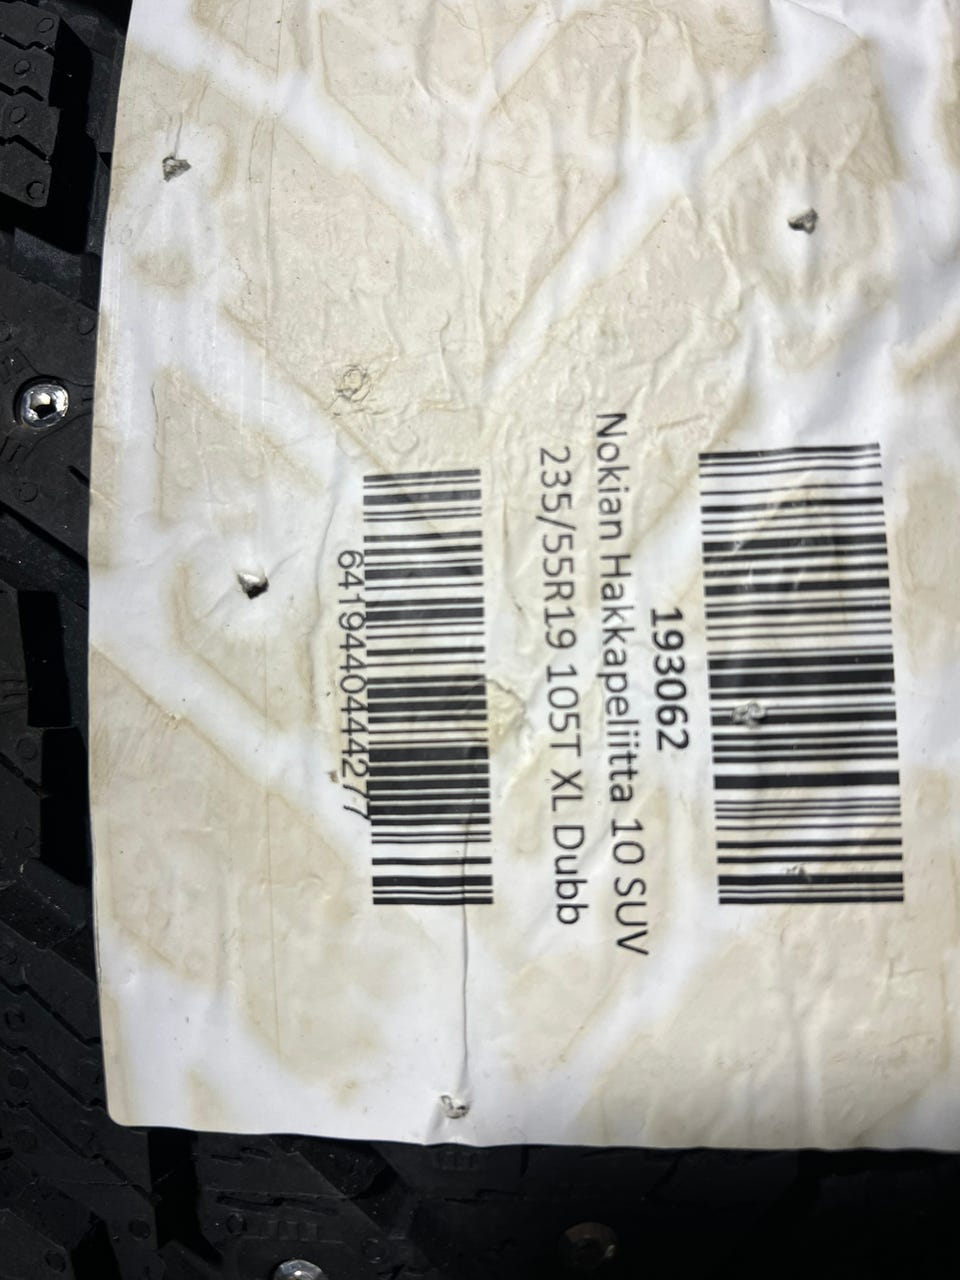 193062
Nokian Hakkapeliitta 10 SUV
235/55R19 105T XL Dubb
6419440444277